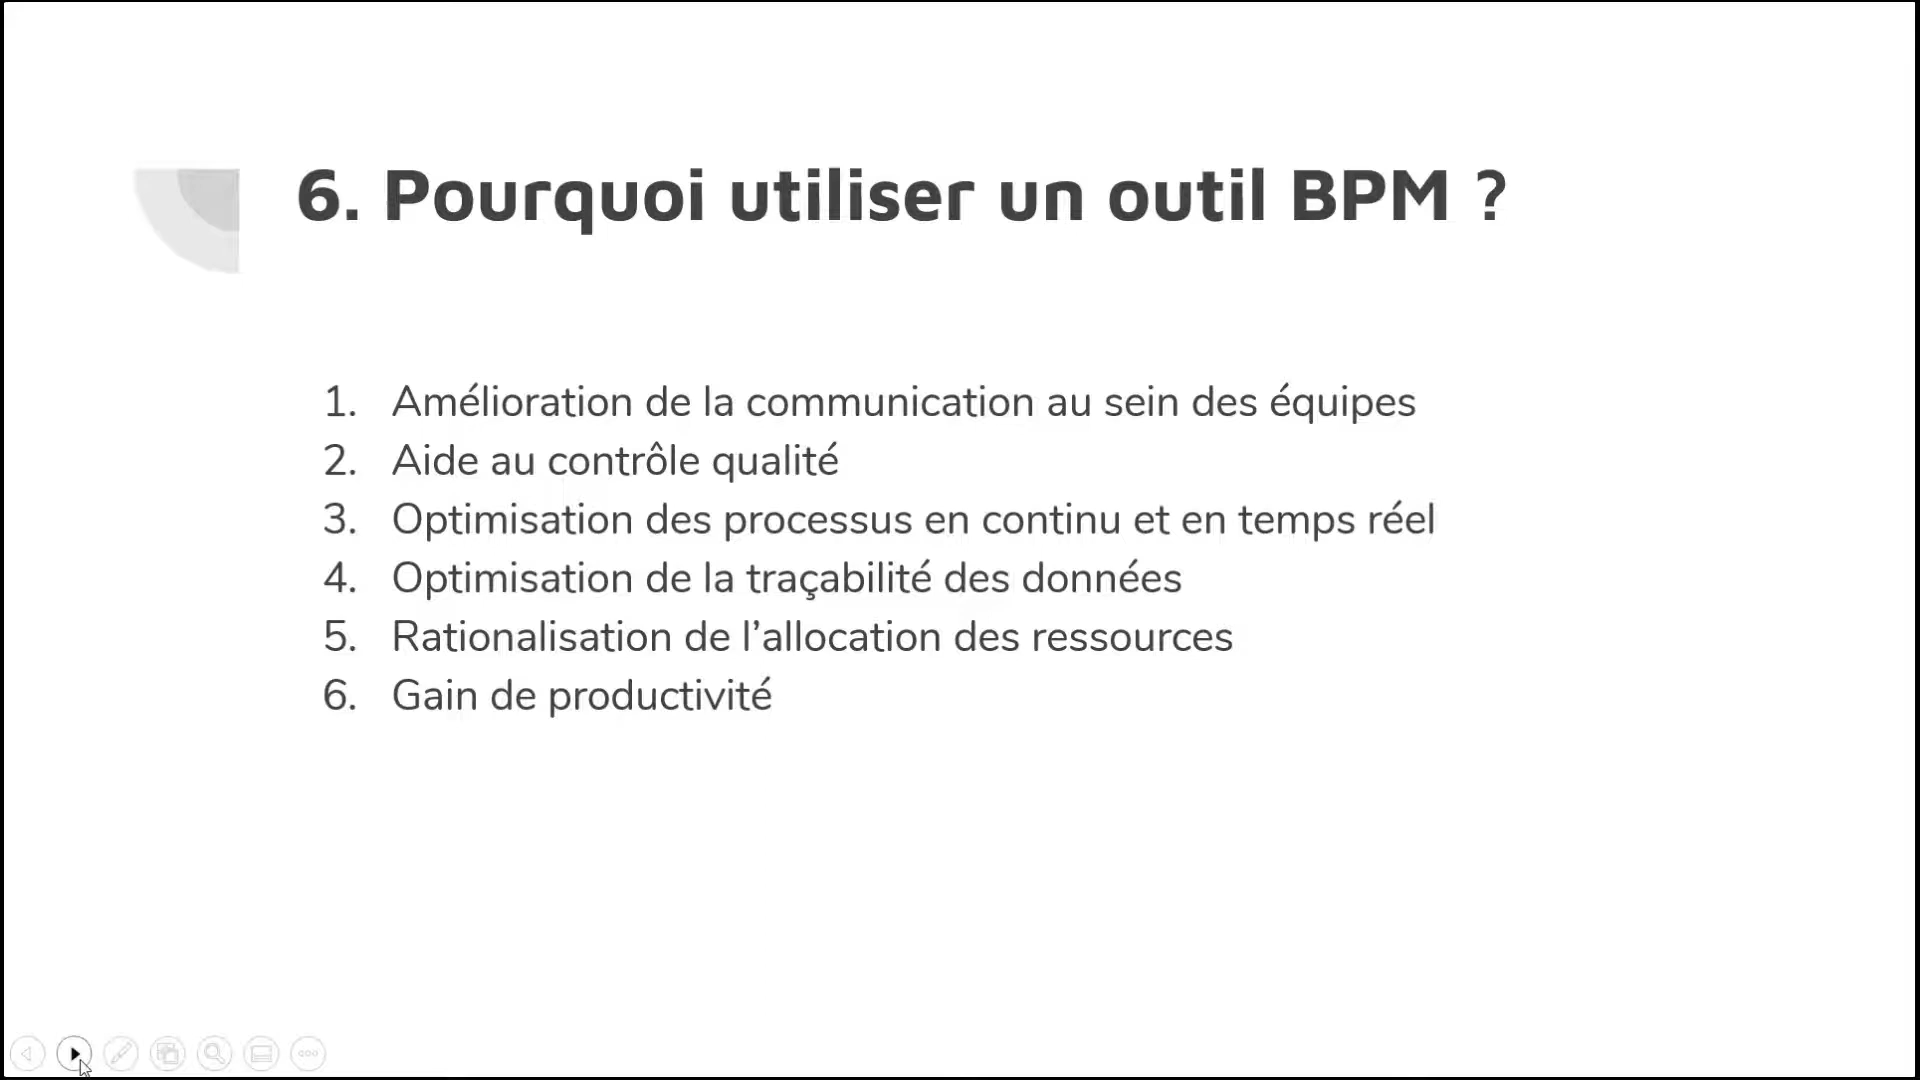 6. Pourquoi utiliser un outil BPM ?
1. Amélioration de la communication au sein des équipes
2. Aide au contrôle qualité
3. Optimisation des processus en continu et en temps réel
4. Optimisation de la traçabilité des données
5. Rationalisation de l’allocation des ressources
6. Gain de productivité